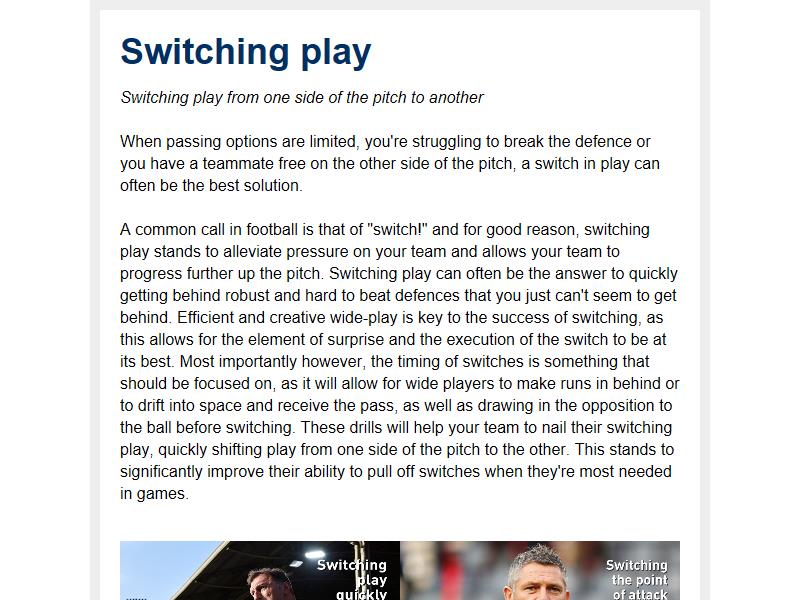 Switching play
Switching play from one side of the pitch to another
When passing options are limited, you're struggling to break the defence or
you have a teammate free on the other side of the pitch, a switch in play can
often be the best solution.
A common call in football is that of "switch!" and for good reason, switching
play stands to alleviate pressure on your team and allows your team to
progress further up the pitch. Switching play can often be the answer to quickly
getting behind robust and hard to beat defences that you just can't seem to get
behind. Efficient and creative wide-play is key to the success of switching, as
this allows for the element of surprise and the execution of the switch to be at
its best. Most importantly however, the timing of switches is something that
should be focused on, as it will allow for wide players to make runs in behind or
to drift into space and receive the pass, as well as drawing in the opposition to
the ball before switching. These drills will help your team to nail their switching
play, quickly shifting play from one side of the pitch to the other. This stands to
significantly improve their ability to pull off switches when they're most needed
in games.
Switching
play
quickly
Switching
the point
of attack